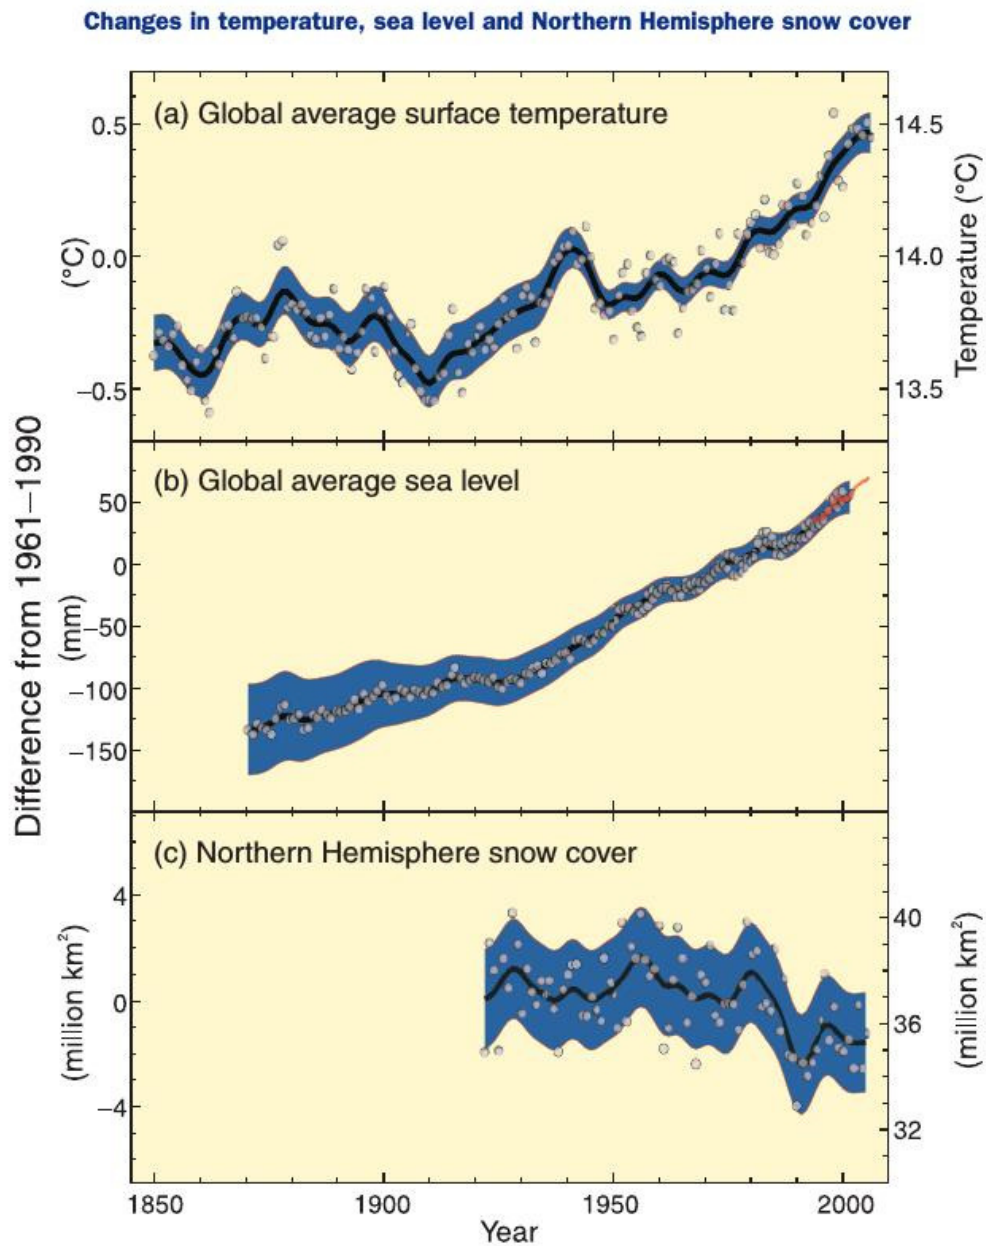 Changes in temperature, sea level and Northern Hemisphere snow cover
Difference from 1961–1990
(a) Global average surface temperature
(°C)
0.5
0.0
−0.5
14.5
14.0
13.5
Temperature (°C)
(b) Global average sea level
(mm)
50
0
−50
−100
−150
(c) Northern Hemisphere snow cover
(million km²)
4
0
−4
40
36
32
(million km²)
1850 1900 1950 2000
Year